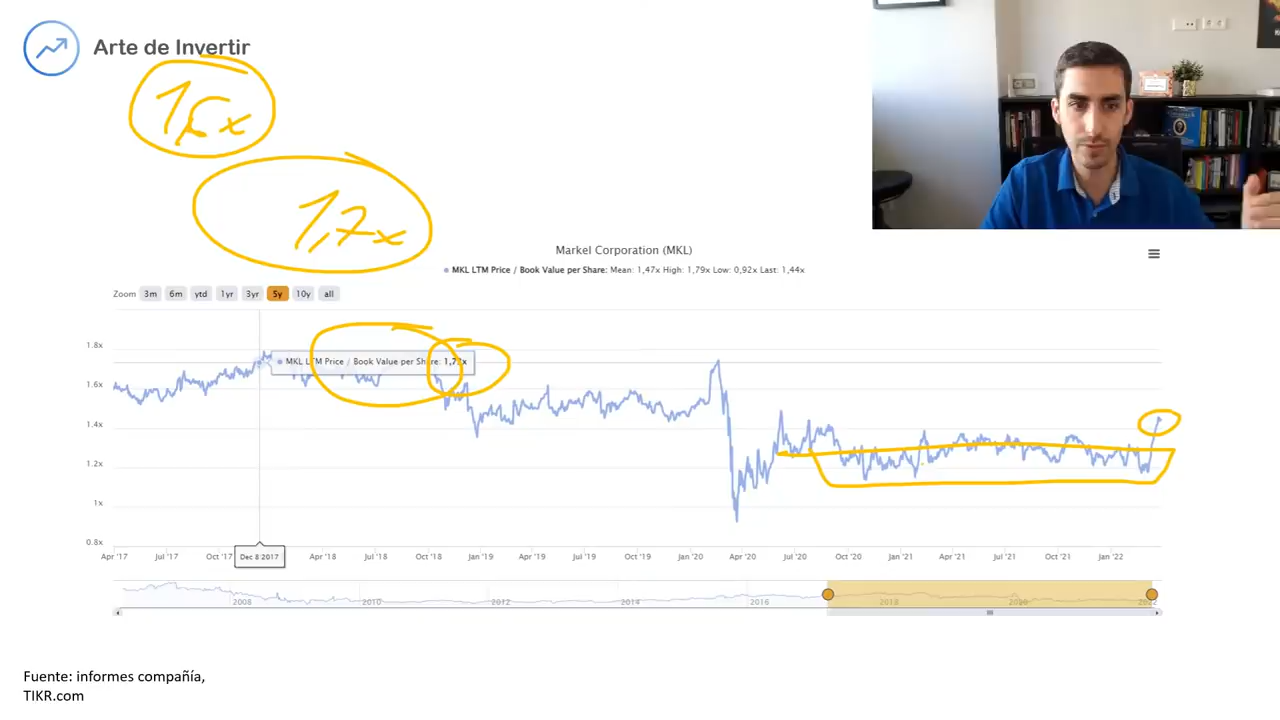 Arte de Invertir
1,6x
1,7x
Markel Corporation (MKL)
MKL LTM Price / Book Value per Share: Mean: 1,47x High: 1,79x Low: 0,92x Last: 1,44x
Zoom 3m 6m ytd 1yr 3yr 5y 10y all
1.8x
MKL LTM Price / Book Value per Share:
1.6x
1.4x
1.2x
1x
0.8x
Apr '17 Jul '17 Oct '17 Dec 8 2017 Apr '18 Jul '18 Oct '18 Jan '19 Apr '19 Jul '19 Oct '19 Jan '20 Apr '20 Jul '20 Oct '20 Jan '21 Apr '21 Jul '21 Oct '21 Jan '22
2008 2010 2012 2014 2016 2018 2020
Fuente: informes compañía,
TIKR.com